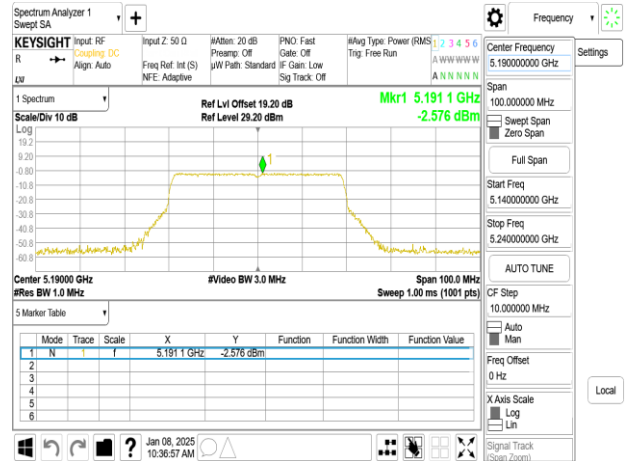 Spectrum Analyzer 1
Swept SA
Frequency
KEYSIGHT
Input: RF
Coupling: DC
Align: Auto
Input Z: 50 Ω
Freq Ref: Int (S)
NFE: Adaptive
#Atten: 20 dB
Preamp: Off
µW Path: Standard
PNO: Fast
Gate: Off
IF Gain: Low
Sig Track: Off
#Avg Type: Power (RMS
Trig: Free Run
1 2 3 4 5 6
A W W W W W
A N N N N N
R
LW
Center Frequency
5.190000000 GHz
Settings
Span
100.000000 MHz
Swept Span
Zero Span
Full Span
Start Freq
5.140000000 GHz
Stop Freq
5.240000000 GHz
AUTO TUNE
CF Step
10.000000 MHz
Auto
Man
Freq Offset
0 Hz
X Axis Scale
Log
Lin
Signal Track
(Span Zoom)
Local
1 Spectrum
Scale/Div 10 dB
Ref Lvl Offset 19.20 dB
Ref Level 29.20 dBm
Mkr1 5.191 1 GHz
-2.576 dBm
Log
19.2
9.20
-0.80
-10.8
-20.8
-30.8
-40.8
-50.8
-60.8
1
Center 5.19000 GHz
#Res BW 1.0 MHz
#Video BW 3.0 MHz
Span 100.0 MHz
Sweep 1.00 ms (1001 pts)
5 Marker Table
Mode Trace Scale X Y Function Function Width Function Value
1 N 1 f 5.191 1 GHz -2.576 dBm
2
3
4
5
6
? Jan 08, 2025
10:36:57 AM